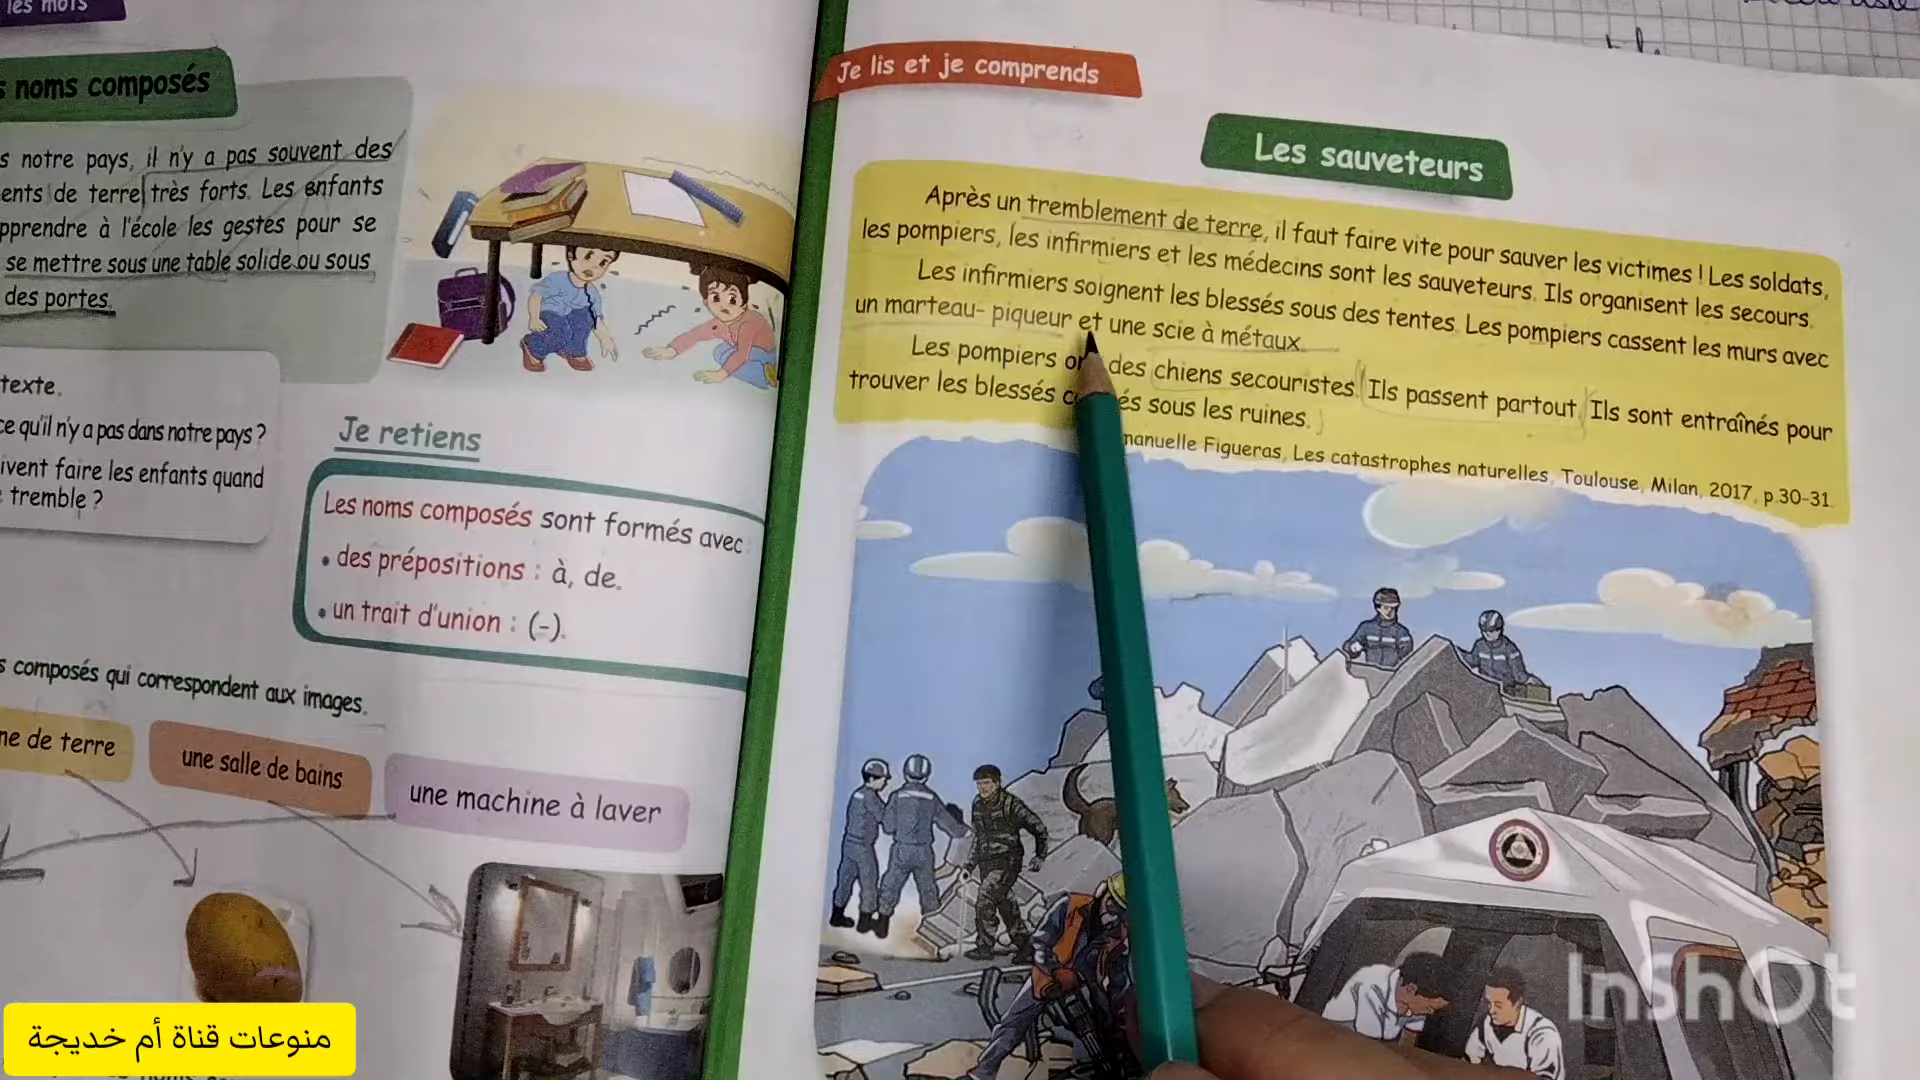 les mots
noms composés
notre pays, il n'y a pas souvent des
ents de terre très forts. Les enfants
pprendre à l'école les gestes pour se
se mettre sous une table solide ou sous
des portes.
texte.
ce qu'il n'y a pas dans notre pays ?
ivent faire les enfants quand
tremble ?
Je retiens
Les noms composés sont formés avec
• des prépositions : à, de.
• un trait d'union : (-).
s composés qui correspondent aux images.
de terre
une salle de bains
une machine à laver
Je lis et je comprends
Les sauveteurs
Après un tremblement de terre, il faut faire vite pour sauver les victimes ! Les soldats,
les pompiers, les infirmiers et les médecins sont les sauveteurs. Ils organisent les secours.
Les infirmiers soignent les blessés sous des tentes. Les pompiers cassent les murs avec
un marteau- piqueur et une scie à métaux.
Les pompiers des chiens secouristes. Ils passent partout. Ils sont entraînés pour
trouver les blessés sous les ruines.
manuelle Figueras, Les catastrophes naturelles, Toulouse, Milan, 2017, p.30-31.
منوعات قناة أم خديجة
InShOt